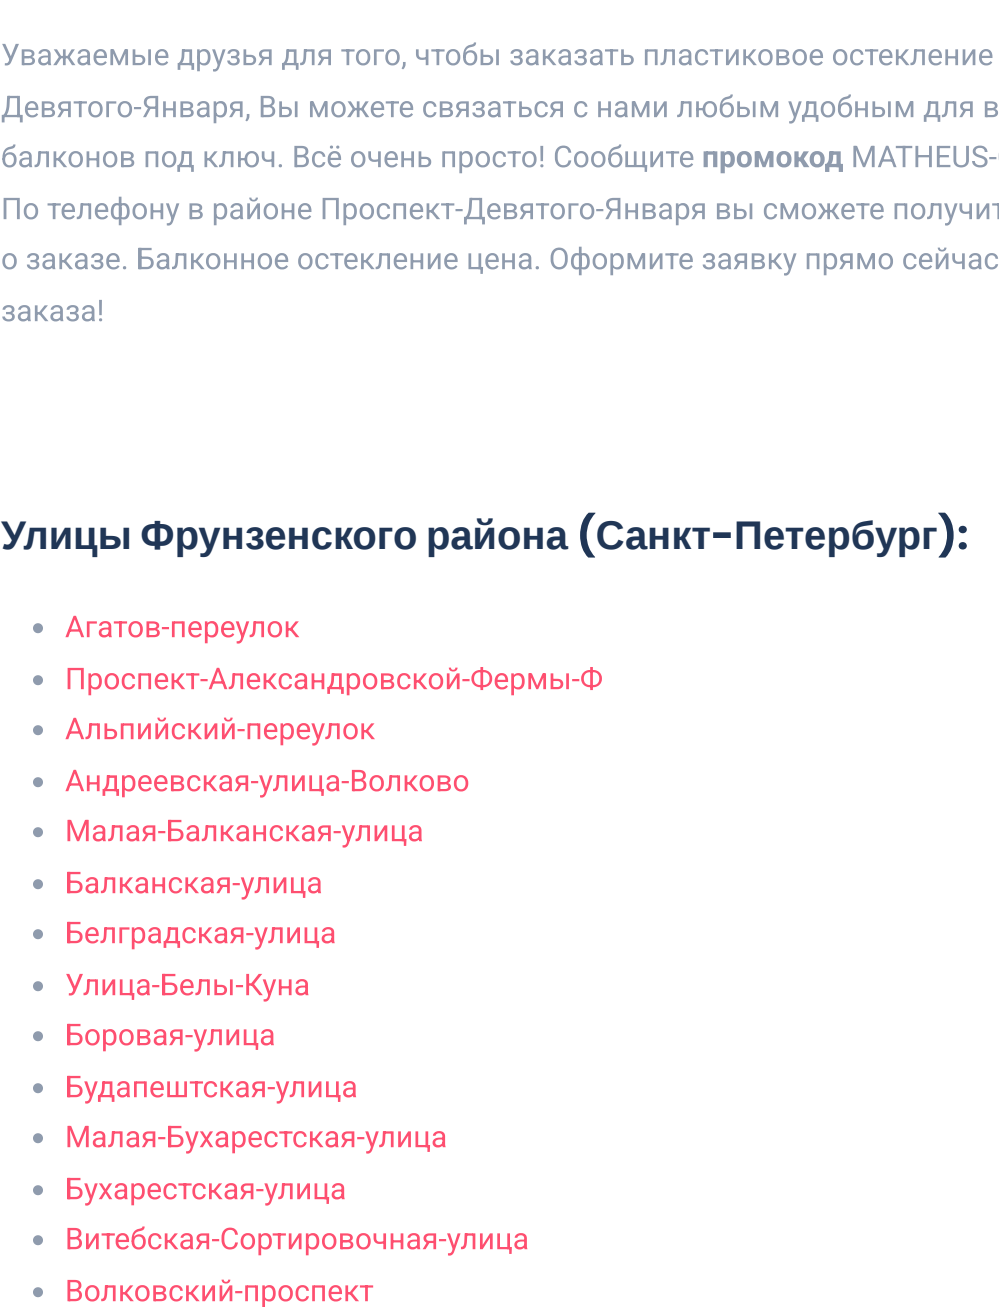 Уважаемые друзья для того, чтобы заказать пластиковое остекление
Девятого-Января, Вы можете связаться с нами любым удобным для
балконов под ключ. Всё очень просто! Сообщите промокод MATHEUS-
По телефону в районе Проспект-Девятого-Января вы сможете
о заказе. Балконное остекление цена. Оформите заявку прямо сейчас
заказа!
Улицы Фрунзенского района (Санкт-Петербург):
Агатов-переулок
Проспект-Александровской-Фермы-Ф
Альпийский-переулок
Андреевская-улица-Волково
Малая-Балканская-улица
Балканская-улица
Белградская-улица
Улица-Белы-Куна
Боровая-улица
Будапештская-улица
Малая-Бухарестская-улица
Бухарестская-улица
Витебская-Сортировочная-улица
Волковский-проспект